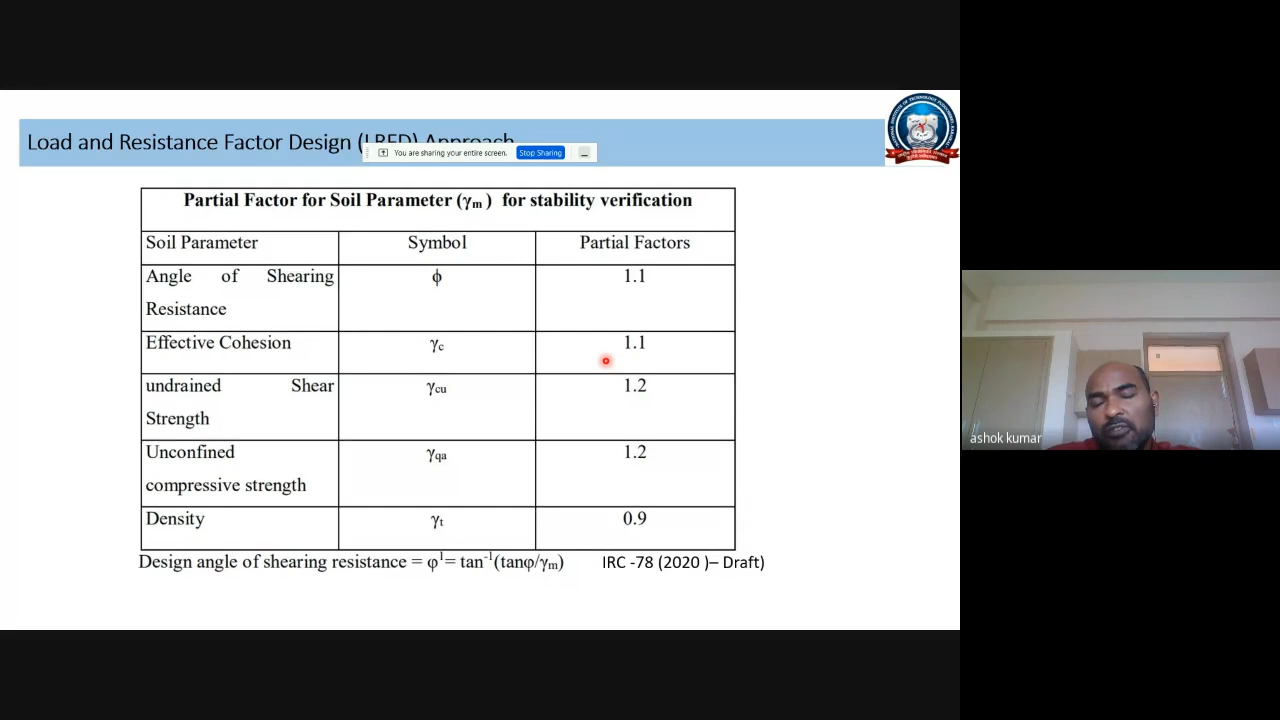 Load and Resistance Factor Design (LRFD) Approach
You are sharing your entire screen. Stop Sharing
Partial Factor for Soil Parameter (γm ) for stability verification
Soil Parameter Symbol Partial Factors
Angle of Shearing
Resistance
ϕ 1.1
Effective Cohesion γc 1.1
undrained Shear
Strength
γcu 1.2
Unconfined
compressive strength
γqa 1.2
Density γt 0.9
Design angle of shearing resistance = φ¹= tan⁻¹(tanφ/γm) IRC -78 (2020 )– Draft)
ashok kumar